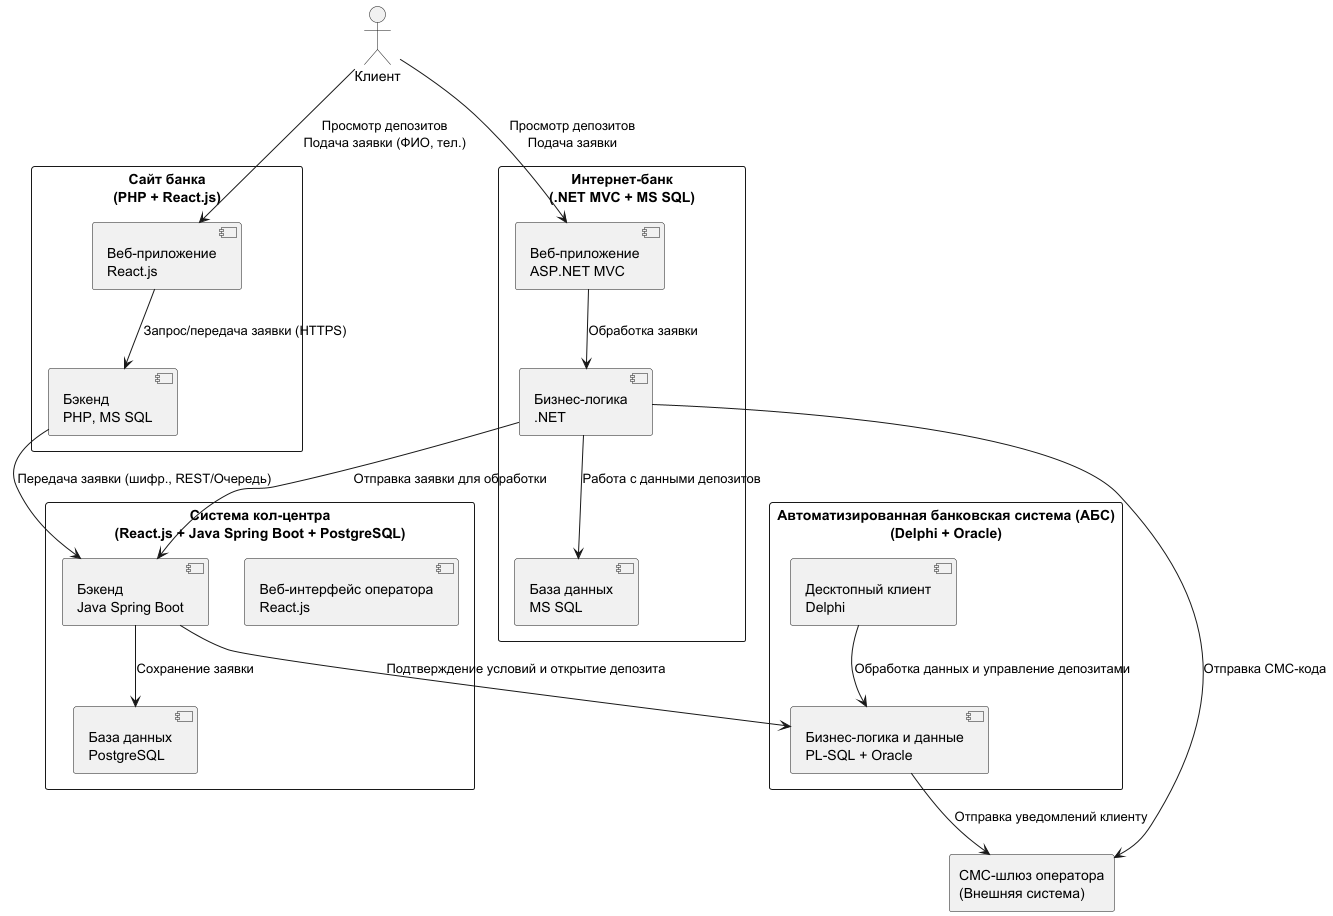 Клиент
Просмотр депозитов
Подача заявки (ФИО, тел.)
Просмотр депозитов
Подача заявки
Сайт банка
(PHP + React.js)
Веб-приложение
React.js
Запрос/передача заявки (HTTPS)
Бэкенд
PHP, MS SQL
Интернет-банк
(.NET MVC + MS SQL)
Веб-приложение
ASP.NET MVC
Обработка заявки
Бизнес-логика
.NET
Передача заявки (шифр., REST/Очередь)
Отправка заявки для обработки
Работа с данными депозитов
База данных
MS SQL
Система кол-центра
(React.js + Java Spring Boot + PostgreSQL)
Бэкенд
Java Spring Boot
Веб-интерфейс оператора
React.js
Сохранение заявки
Подтверждение условий и открытие депозита
База данных
PostgreSQL
Автоматизированная банковская система (АБС)
(Delphi + Oracle)
Десктопный клиент
Delphi
Обработка данных и управление депозитами
Отправка СМС-кода
Бизнес-логика и данные
PL-SQL + Oracle
Отправка уведомлений клиенту
СМС-шлюз оператора
(Внешняя система)